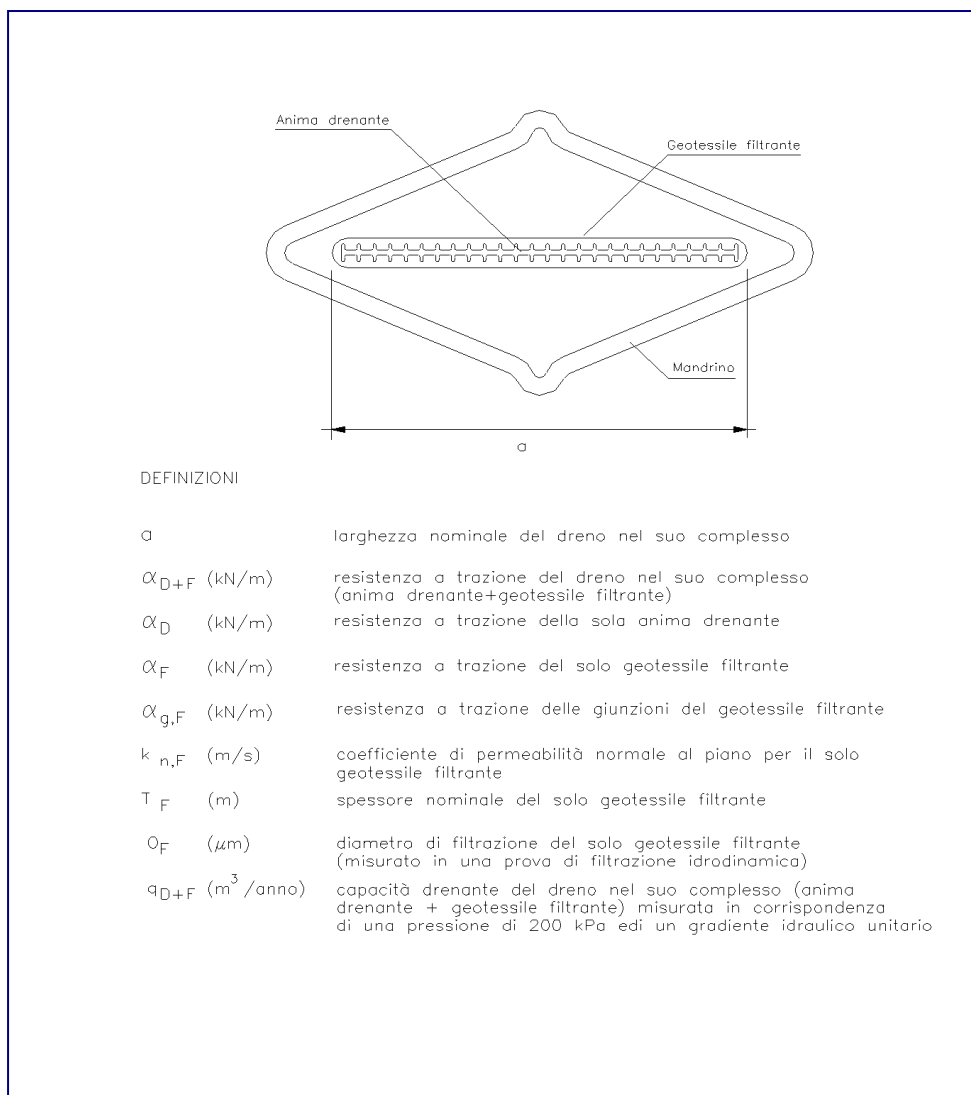 Anima drenante
Geotessile filtrante
Mandrino
a
DEFINIZIONI
a larghezza nominale del dreno nel suo complesso
α D+F (kN/m) resistenza a trazione del dreno nel suo complesso
(anima drenante+geotessile filtrante)
α D (kN/m) resistenza a trazione della sola anima drenante
α F (kN/m) resistenza a trazione del solo geotessile filtrante
α g,F (kN/m) resistenza a trazione delle giunzioni del geotessile filtrante
k n,F (m/s) coefficiente di permeabilità normale al piano per il solo
geotessile filtrante
T F (m) spessore nominale del solo geotessile filtrante
O F (μm) diametro di filtrazione del solo geotessile filtrante
(misurato in una prova di filtrazione idrodinamica)
q D+F (m³/anno) capacità drenante del dreno nel suo complesso (anima
drenante + geotessile filtrante) misurata in corrispondenza
di una pressione di 200 kPa edi un gradiente idraulico unitario